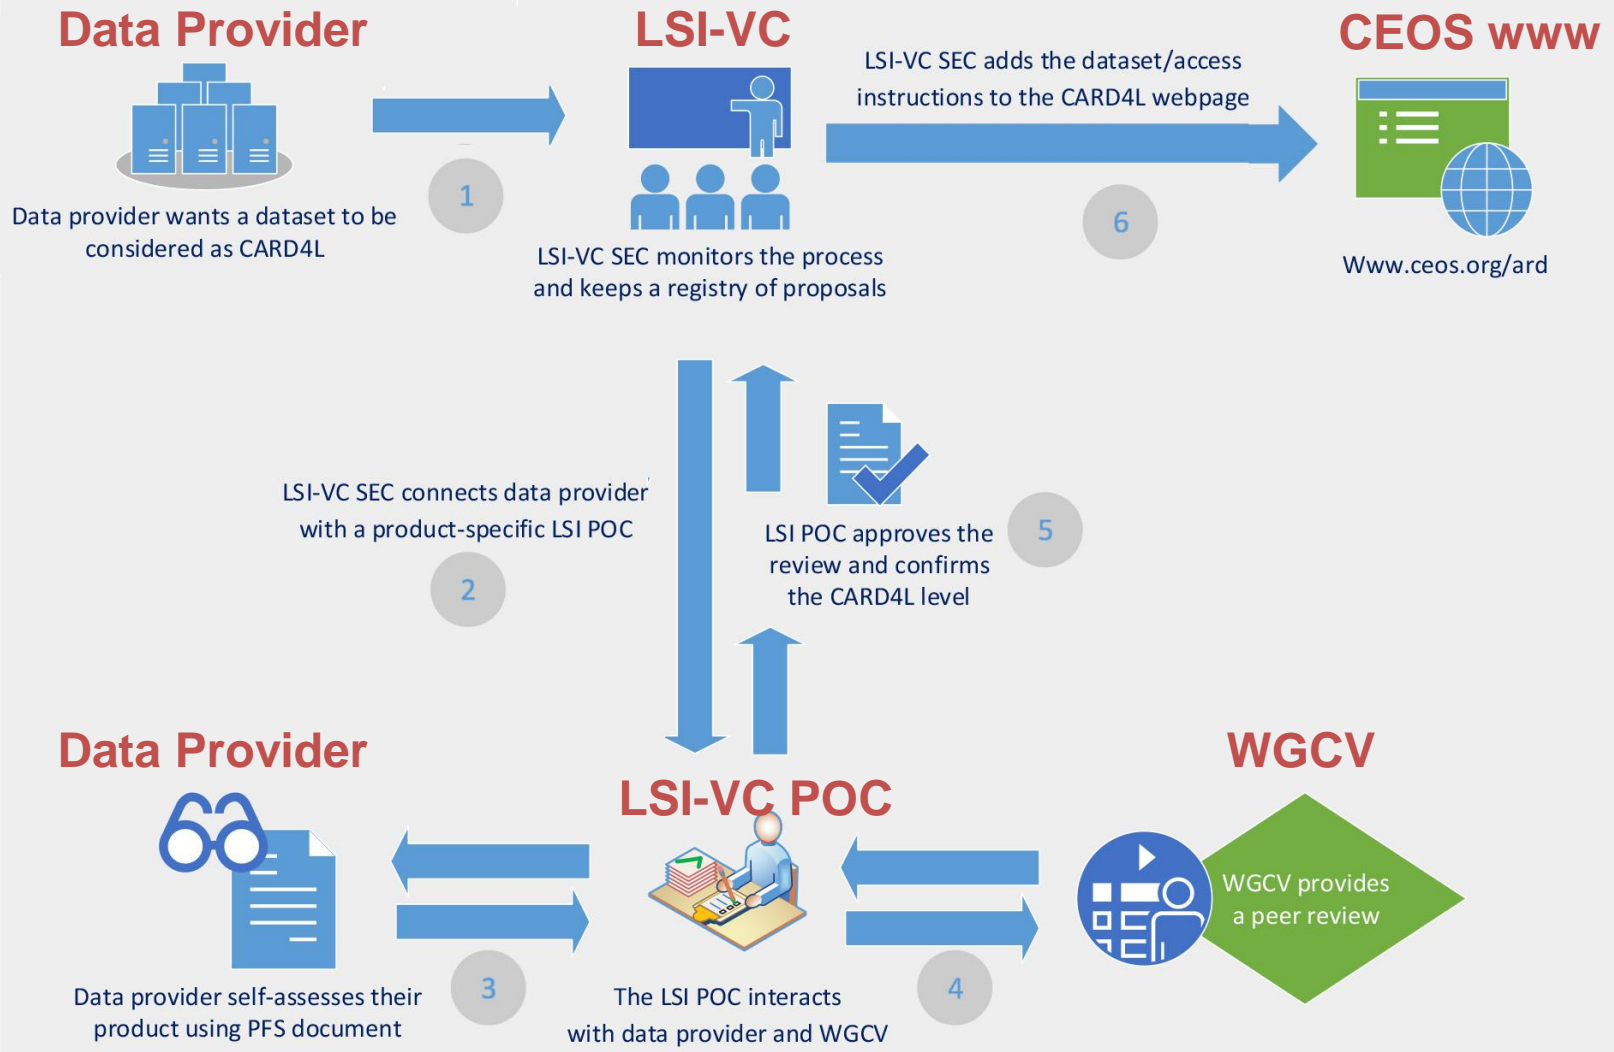 Data Provider
LSI-VC
CEOS www
LSI-VC SEC adds the dataset/access
instructions to the CARD4L webpage
1
6
Data provider wants a dataset to be
considered as CARD4L
LSI-VC SEC monitors the process
and keeps a registry of proposals
Www.ceos.org/ard
LSI-VC SEC connects data provider
with a product-specific LSI POC
2
LSI POC approves the
review and confirms
the CARD4L level
5
Data Provider
LSI-VC POC
WGCV
WGCV provides
a peer review
Data provider self-assesses their
product using PFS document
3
The LSI POC interacts
with data provider and WGCV
4